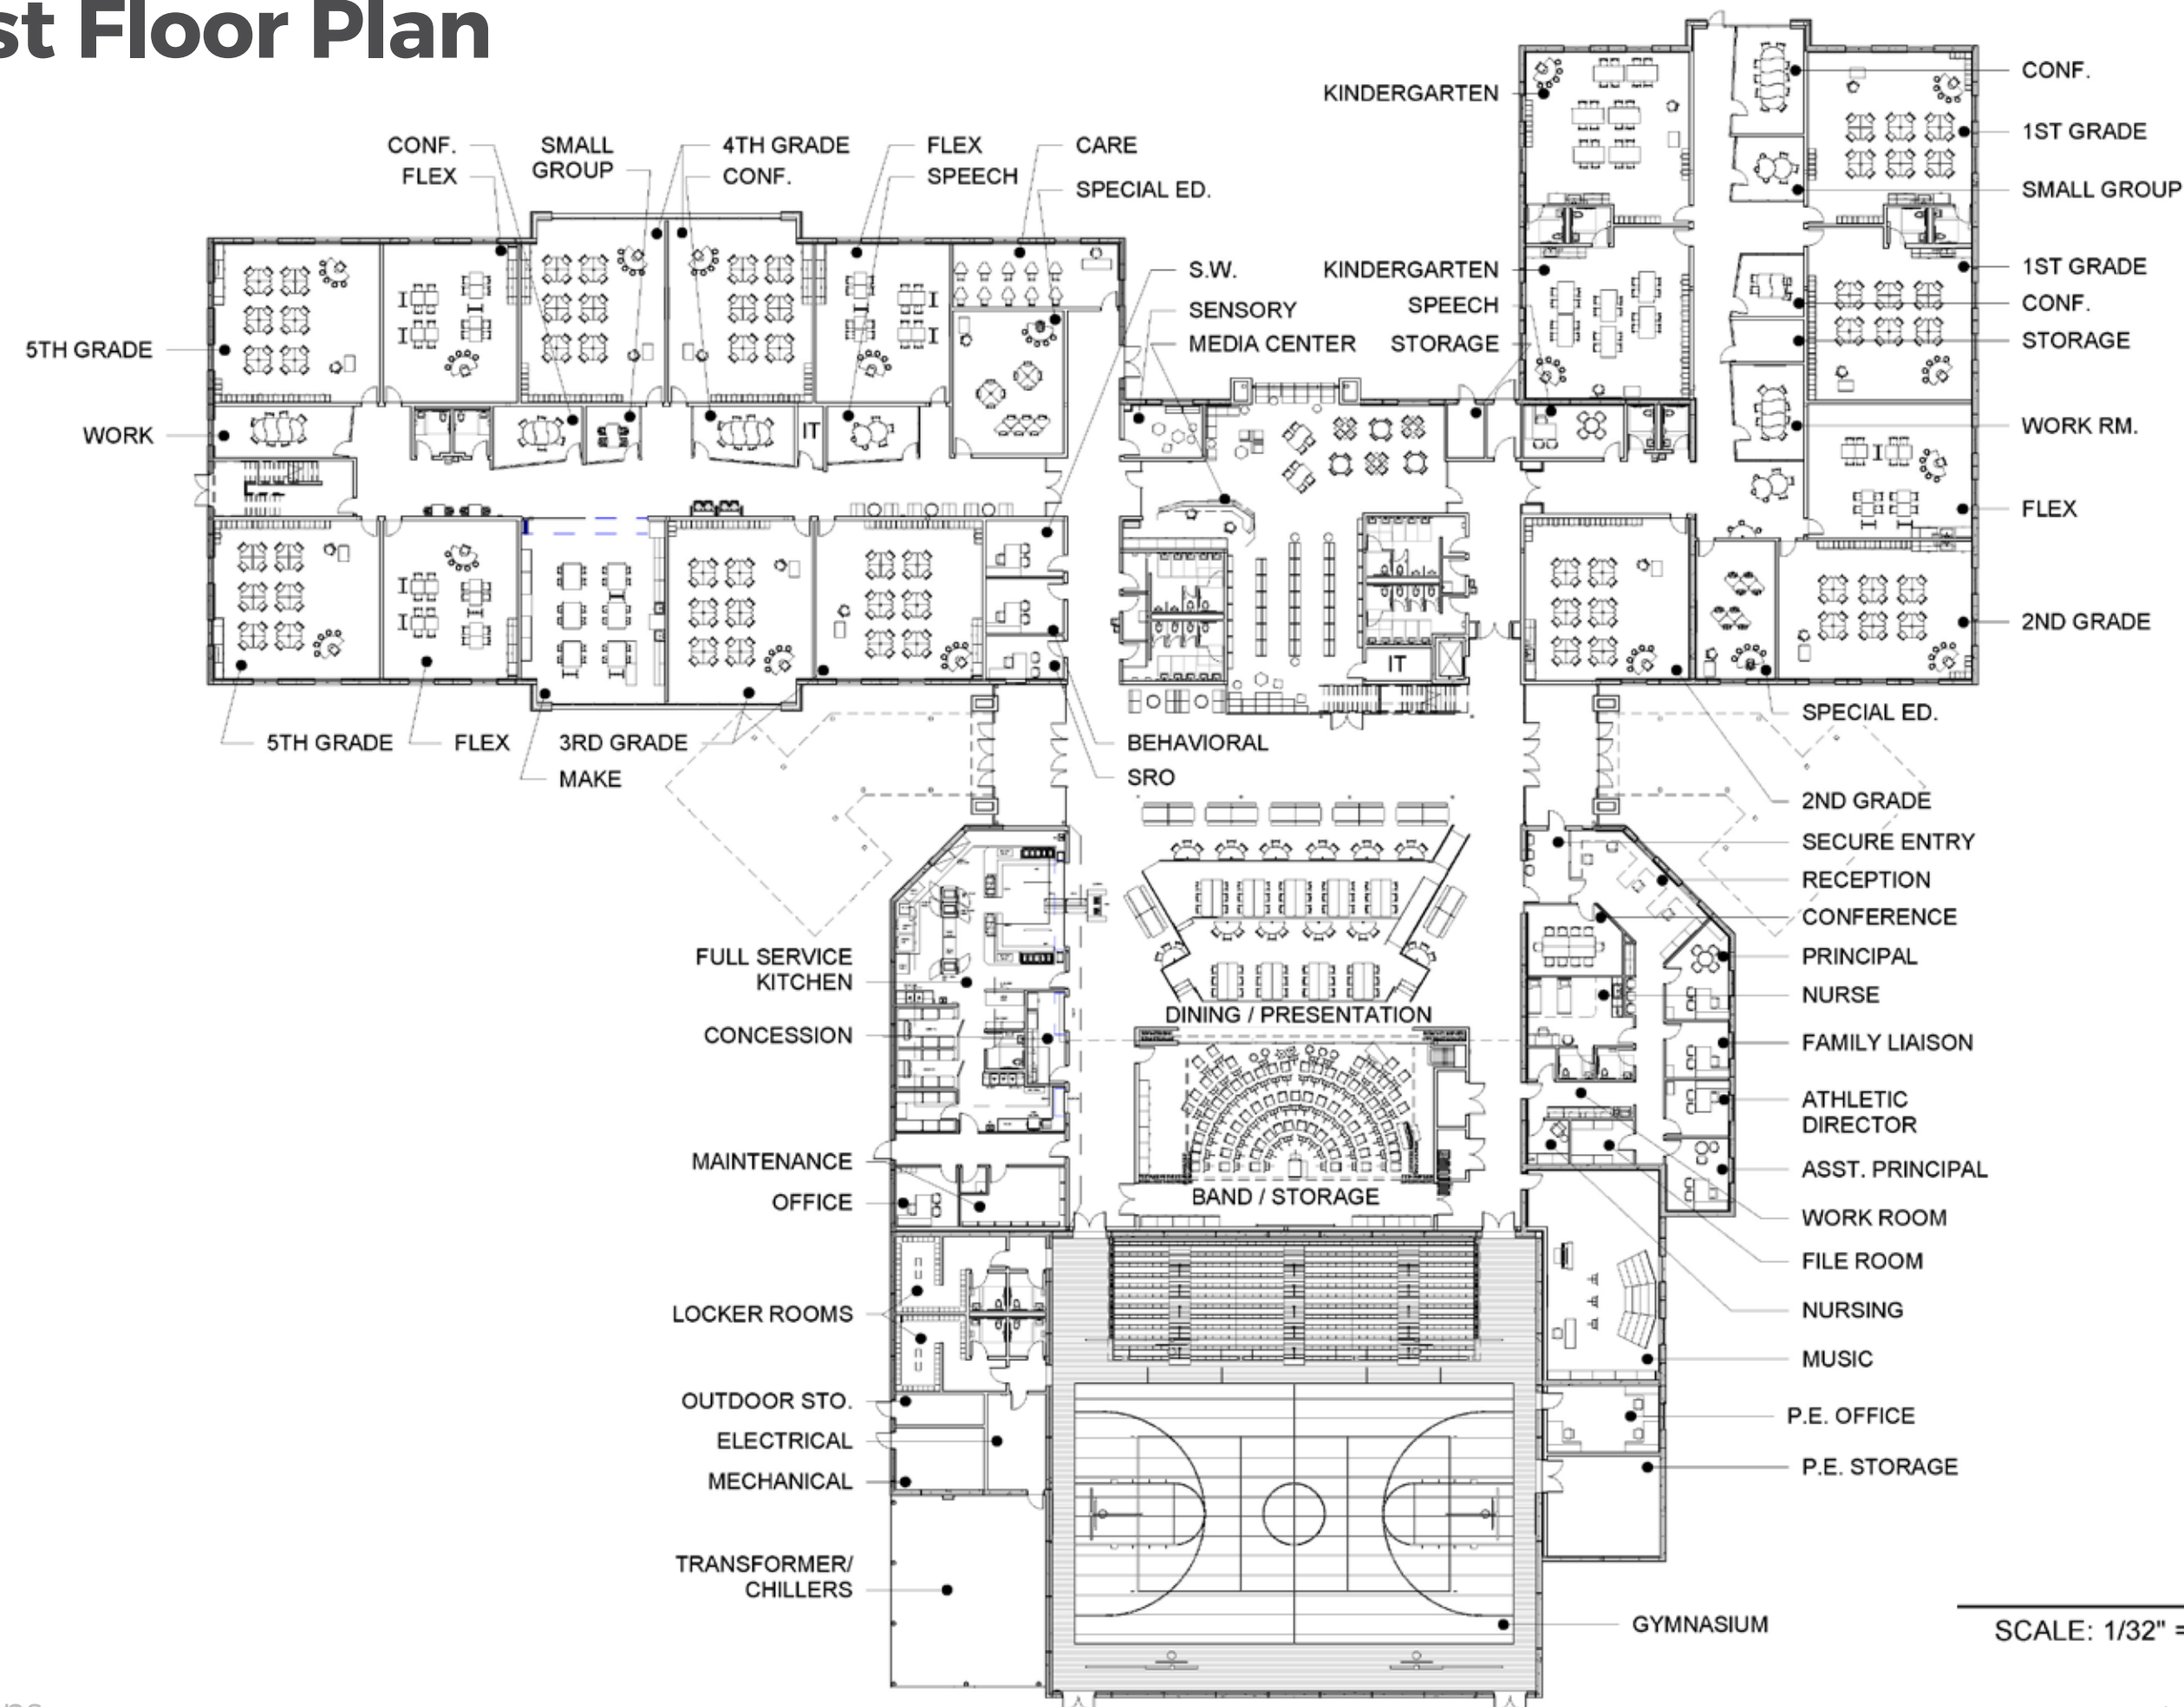 st Floor Plan
CONF.
FLEX
SMALL
GROUP
4TH GRADE
CONF.
FLEX
SPEECH
CARE
SPECIAL ED.
5TH GRADE
WORK
IT
S.W.
SENSORY
MEDIA CENTER
KINDERGARTEN
KINDERGARTEN
SPEECH
STORAGE
CONF.
1ST GRADE
SMALL GROUP
1ST GRADE
CONF.
STORAGE
WORK RM.
FLEX
2ND GRADE
IT
5TH GRADE
FLEX
3RD GRADE
MAKE
BEHAVIORAL
SRO
SPECIAL ED.
2ND GRADE
SECURE ENTRY
RECEPTION
CONFERENCE
PRINCIPAL
NURSE
FAMILY LIAISON
ATHLETIC
DIRECTOR
ASST. PRINCIPAL
WORK ROOM
FILE ROOM
NURSING
MUSIC
P.E. OFFICE
P.E. STORAGE
FULL SERVICE
KITCHEN
CONCESSION
DINING / PRESENTATION
MAINTENANCE
OFFICE
BAND / STORAGE
LOCKER ROOMS
OUTDOOR STO.
ELECTRICAL
MECHANICAL
TRANSFORMER/
CHILLERS
GYMNASIUM
SCALE: 1/32" =